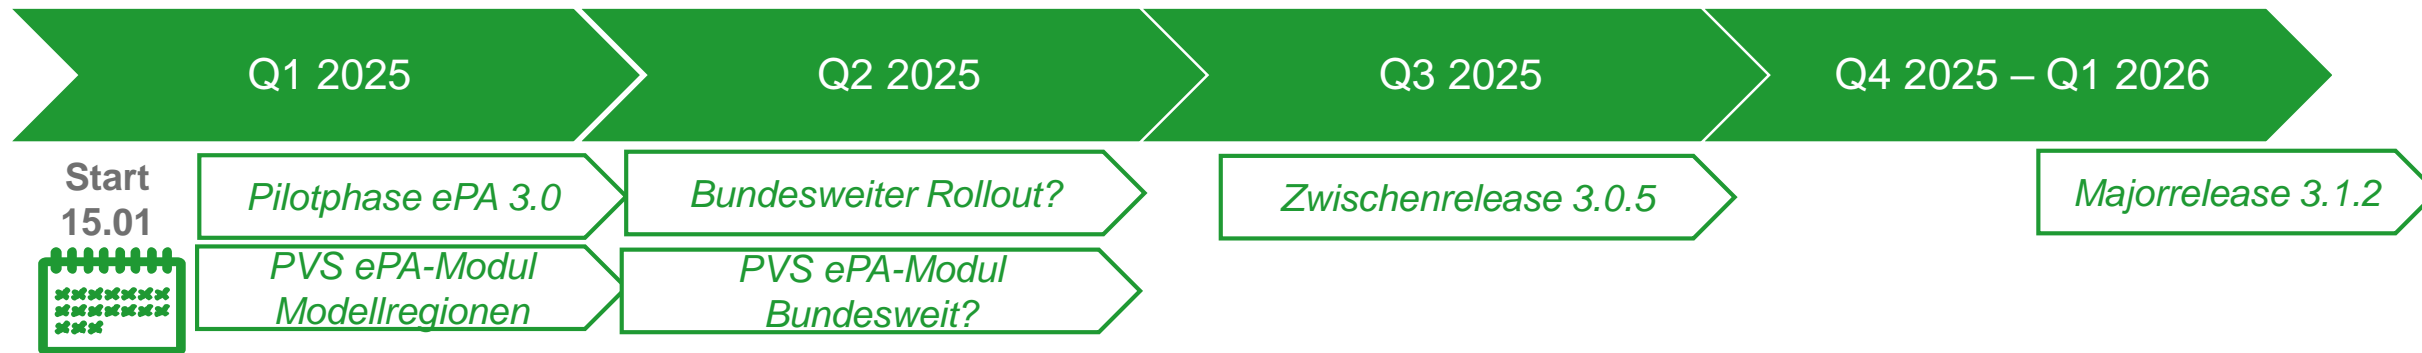 Q1 2025
Q2 2025
Q3 2025
Q4 2025 – Q1 2026
Start
15.01
Pilotphase ePA 3.0
Bundesweiter Rollout?
Zwischenrelease 3.0.5
Majorrelease 3.1.2
PVS ePA-Modul
Modellregionen
PVS ePA-Modul
Bundesweit?